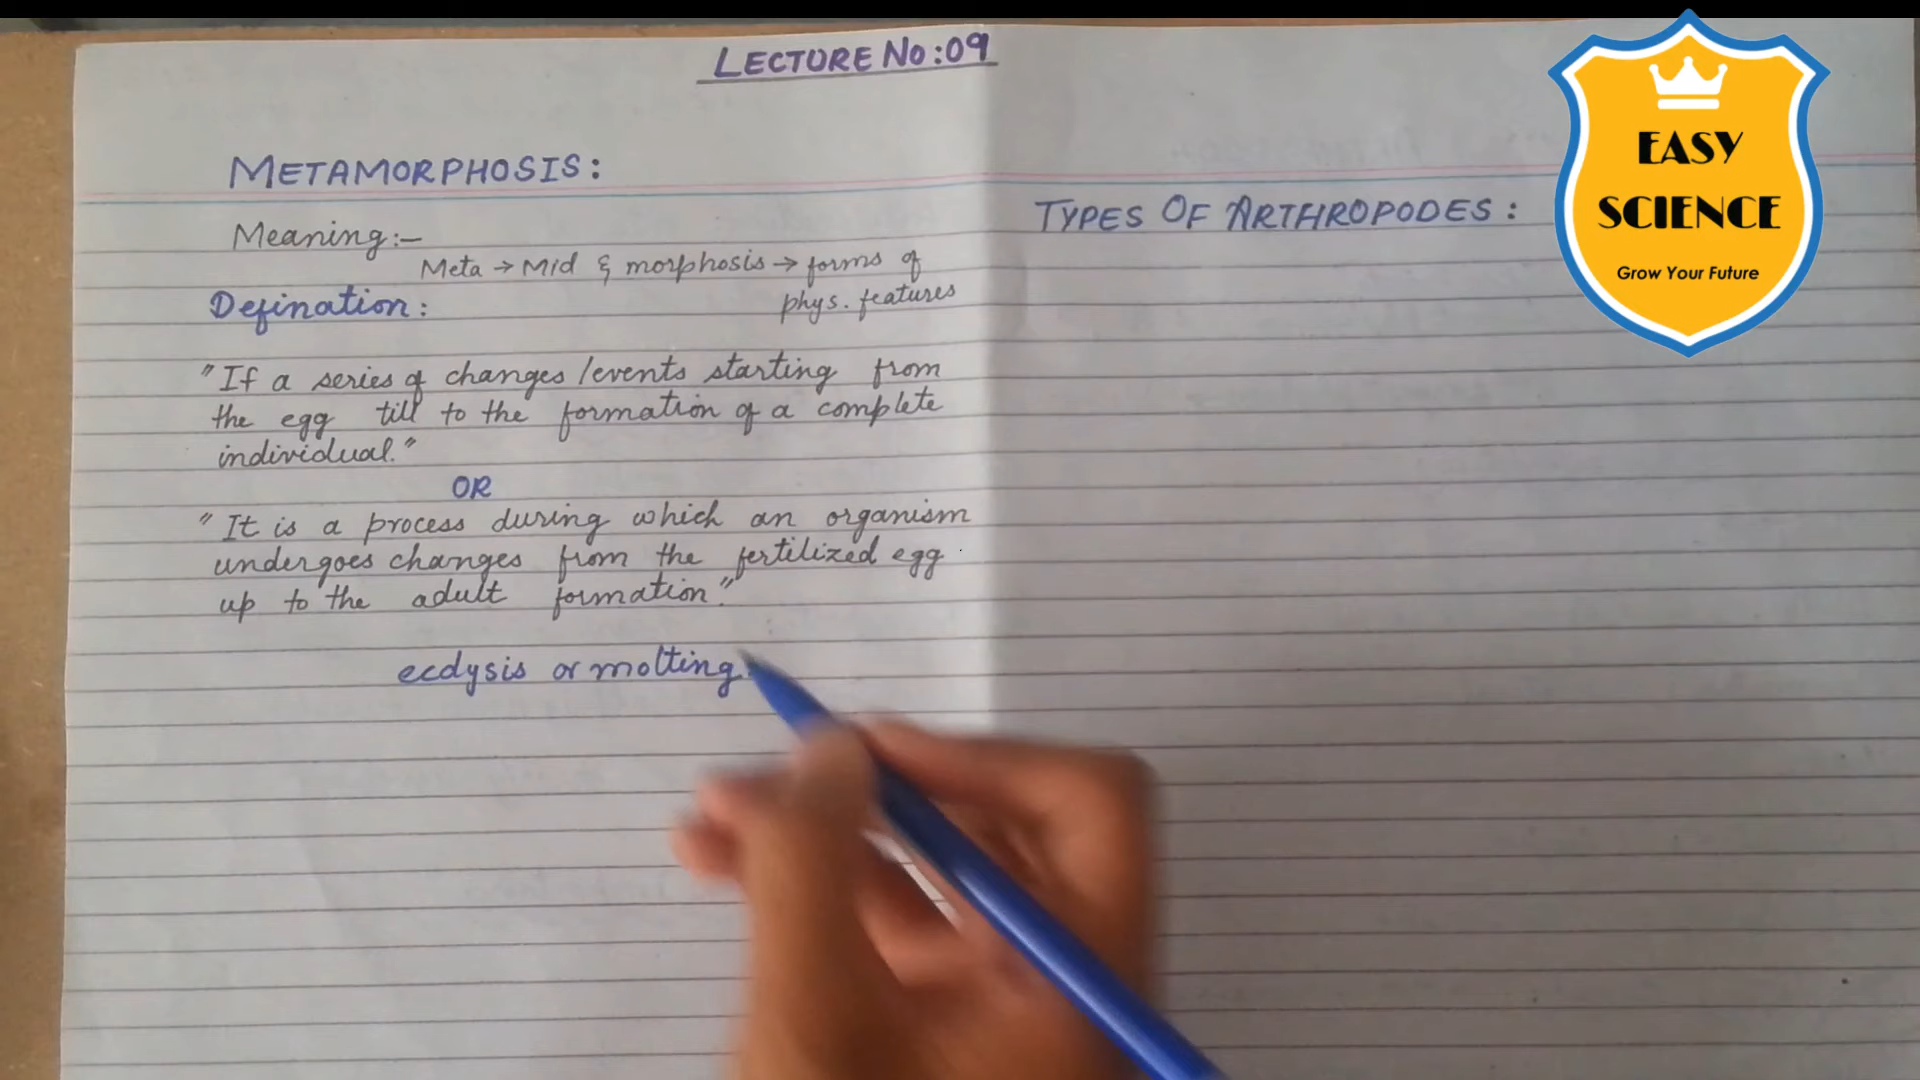 LECTURE No:09
METAMORPHOSIS:
Meaning:-
Meta → Mid & morphosis → forms of
phys. features
Defination:
"If a series of changes/events starting from
the egg till to the formation of a complete
individual."
OR
"It is a process during which an organism
undergoes changes from the fertilized egg
up to the adult formation."
ecdysis or molting
TYPES OF ARTHROPODES:
EASY
SCIENCE
Grow Your Future